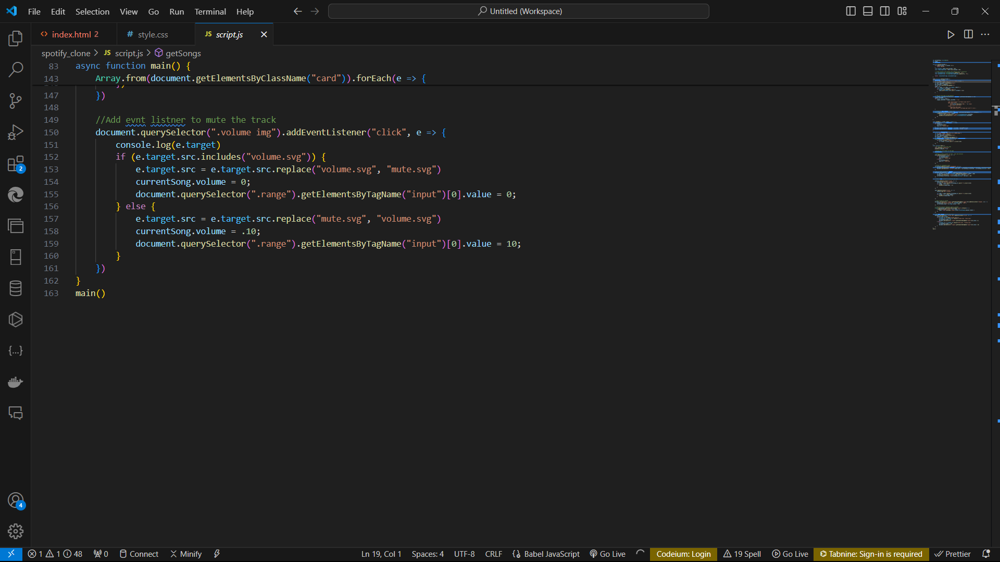 File Edit Selection View Go Run Terminal Help
Untitled (Workspace)
index.html 2
# style.css
JS script.js
spotify_clone > JS script.js > getSongs
83 async function main() {
143 Array.from(document.getElementsByClassName("card")).forEach(e => {
147 })
148
149 //Add evnt listner to mute the track
150 document.querySelector(".volume img").addEventListener("click", e => {
151 console.log(e.target)
152 if (e.target.src.includes("volume.svg")) {
153 e.target.src = e.target.src.replace("volume.svg", "mute.svg")
154 currentSong.volume = 0;
155 document.querySelector(".range").getElementsByTagName("input")[0].value = 0;
156 } else {
157 e.target.src = e.target.src.replace("mute.svg", "volume.svg")
158 currentSong.volume = .10;
159 document.querySelector(".range").getElementsByTagName("input")[0].value = 10;
160 }
161 })
162 }
163 main()
2
{...}
4
1 1 48 0 Connect Minify Ln 19, Col 1 Spaces: 4 UTF-8 CRLF Babel JavaScript Go Live Codeium: Login 19 Spell Go Live Tabnine: Sign-in is required Prettier